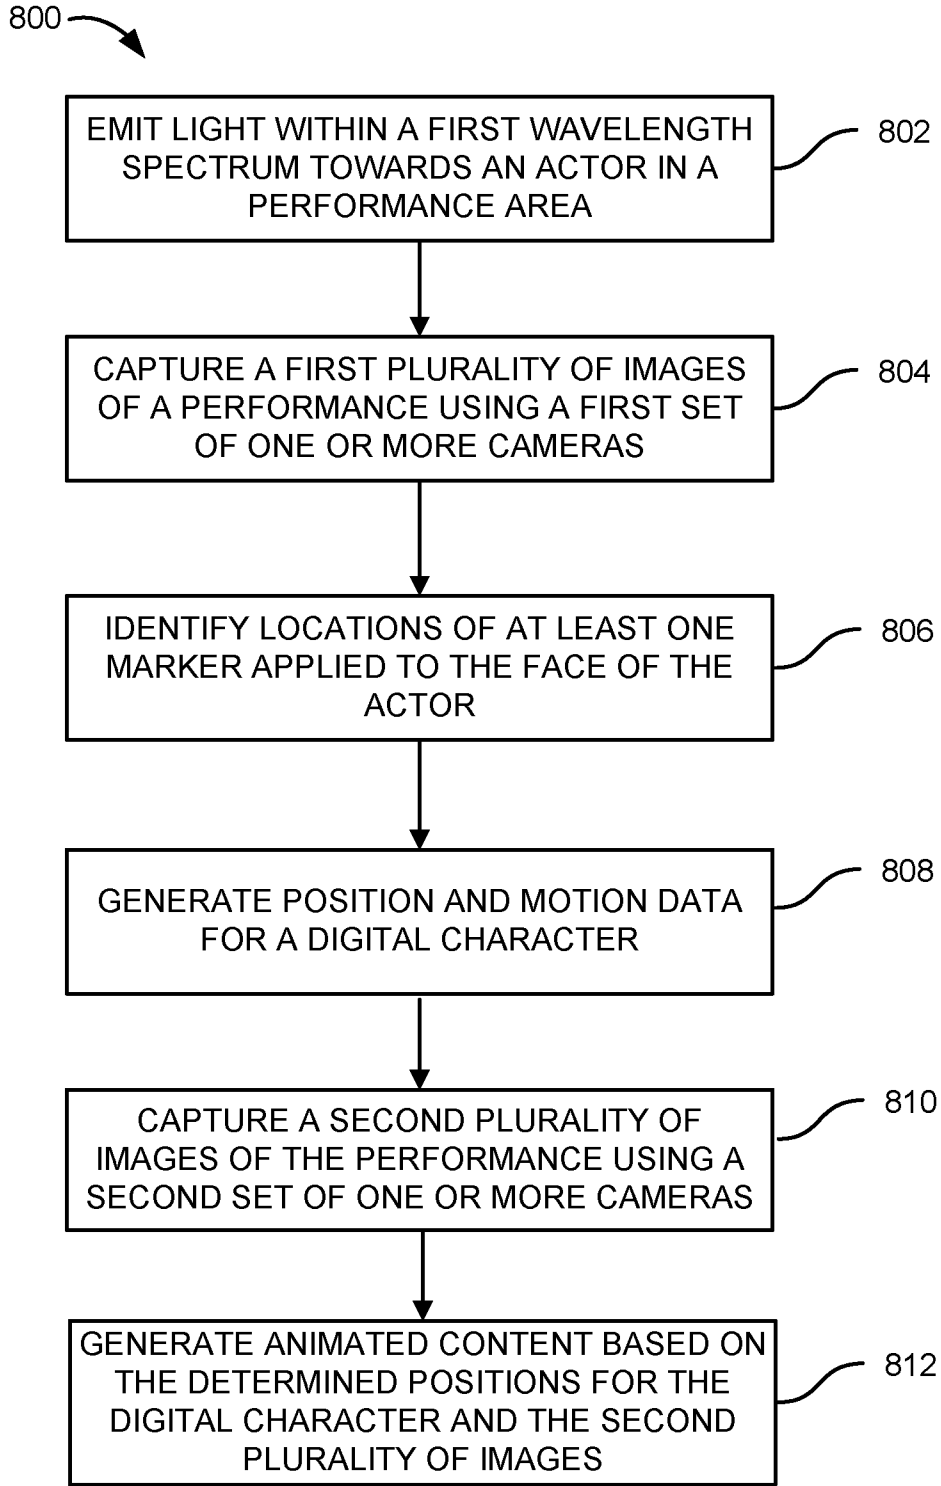 800
EMIT LIGHT WITHIN A FIRST WAVELENGTH
SPECTRUM TOWARDS AN ACTOR IN A
PERFORMANCE AREA
802
CAPTURE A FIRST PLURALITY OF IMAGES
OF A PERFORMANCE USING A FIRST SET
OF ONE OR MORE CAMERAS
804
IDENTIFY LOCATIONS OF AT LEAST ONE
MARKER APPLIED TO THE FACE OF THE
ACTOR
806
GENERATE POSITION AND MOTION DATA
FOR A DIGITAL CHARACTER
808
CAPTURE A SECOND PLURALITY OF
IMAGES OF THE PERFORMANCE USING A
SECOND SET OF ONE OR MORE CAMERAS
810
GENERATE ANIMATED CONTENT BASED ON
THE DETERMINED POSITIONS FOR THE
DIGITAL CHARACTER AND THE SECOND
PLURALITY OF IMAGES
812